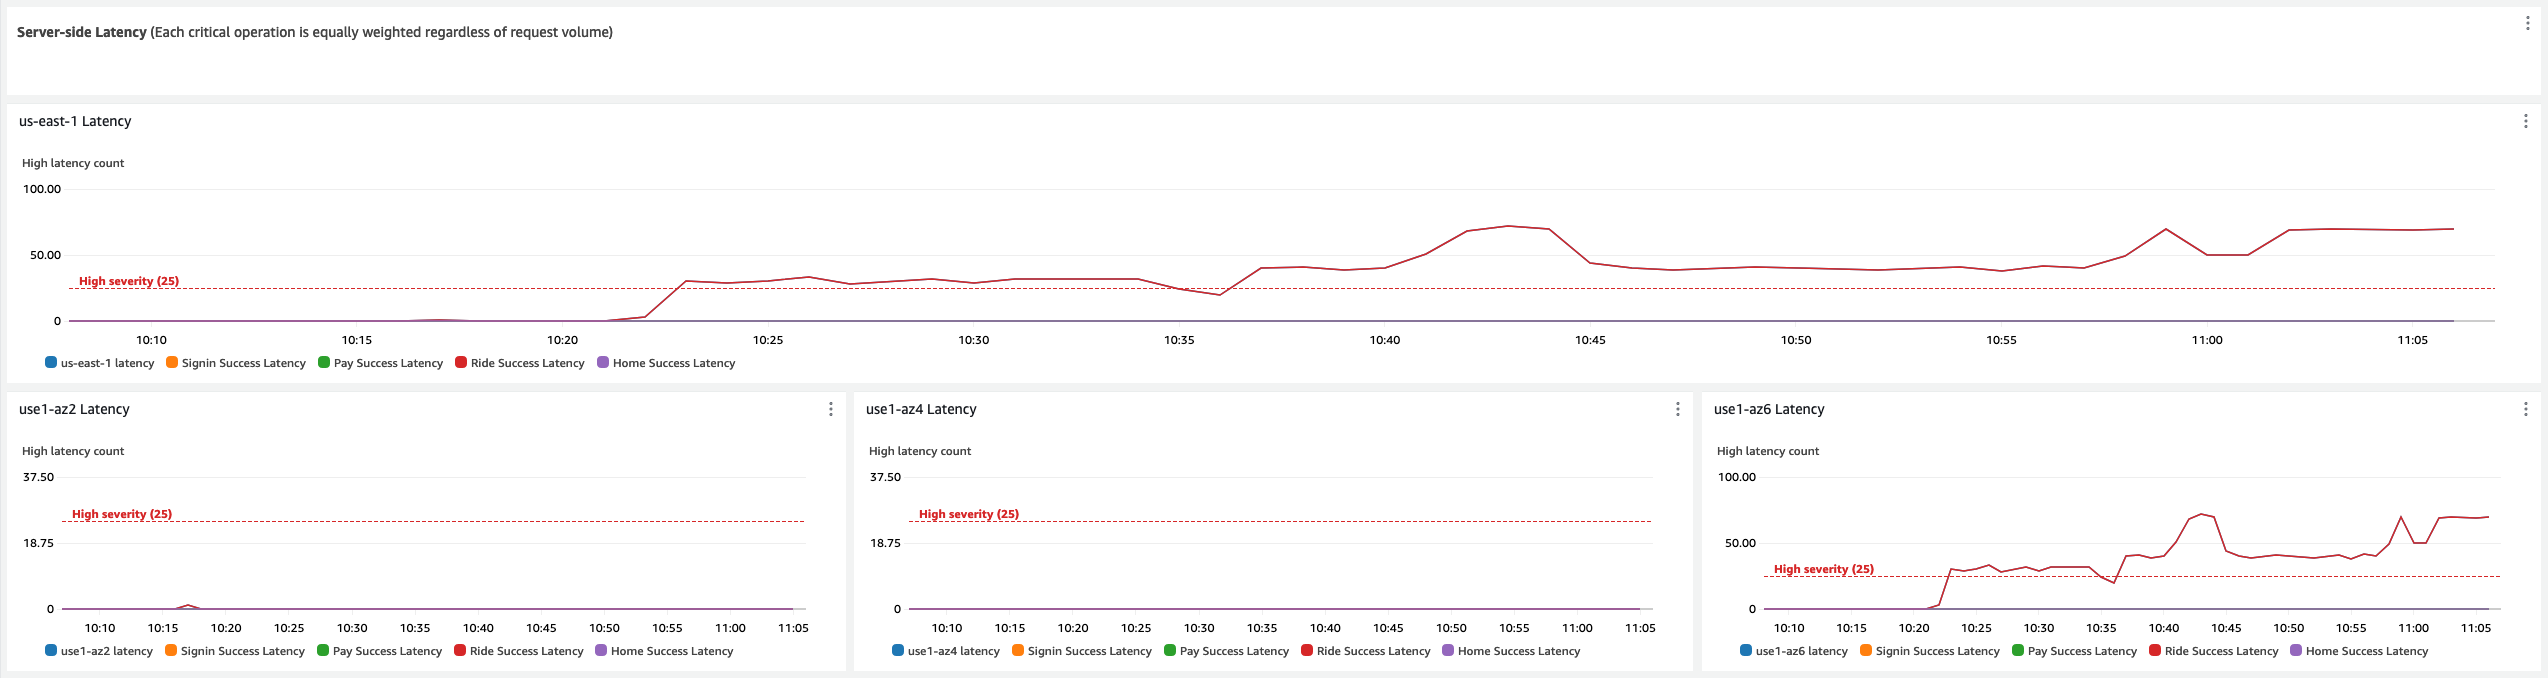 Server-side Latency (Each critical operation is equally weighted regardless of request volume)
us-east-1 Latency
High latency count
100.00
50.00
High severity (25)
0
10:10 10:15 10:20 10:25 10:30 10:35 10:40 10:45 10:50 10:55 11:00 11:05
us-east-1 latency Signin Success Latency Pay Success Latency Ride Success Latency Home Success Latency
use1-az2 Latency
High latency count
37.50
High severity (25)
18.75
0
10:10 10:15 10:20 10:25 10:30 10:35 10:40 10:45 10:50 10:55 11:00 11:05
use1-az2 latency Signin Success Latency Pay Success Latency Ride Success Latency Home Success Latency
use1-az4 Latency
High latency count
37.50
High severity (25)
18.75
0
10:10 10:15 10:20 10:25 10:30 10:35 10:40 10:45 10:50 10:55 11:00 11:05
use1-az4 latency Signin Success Latency Pay Success Latency Ride Success Latency Home Success Latency
use1-az6 Latency
High latency count
100.00
50.00
High severity (25)
0
10:10 10:15 10:20 10:25 10:30 10:35 10:40 10:45 10:50 10:55 11:00 11:05
use1-az6 latency Signin Success Latency Pay Success Latency Ride Success Latency Home Success Latency